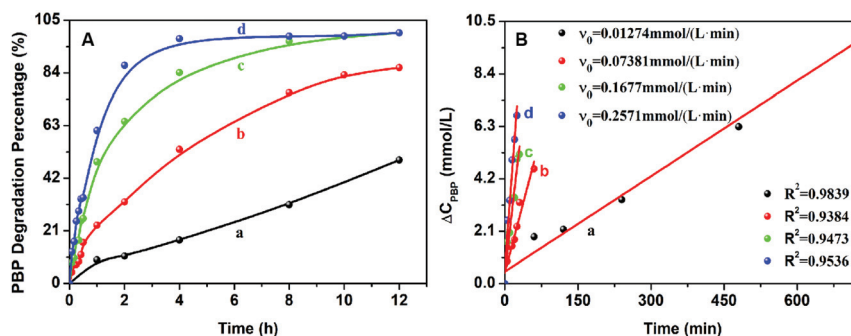 105
84
63
42
21
0
PBP Degradation Percentage (%)
A
d
c
b
a
0
2
4
6
8
10
12
Time (h)
10.5
8.4
6.3
4.2
2.1
0.0
ΔC_PBP (mmol/L)
B
ν₀=0.01274mmol/(L·min)
ν₀=0.07381mmol/(L·min)
ν₀=0.1677mmol/(L·min)
ν₀=0.2571mmol/(L·min)
d
c
b
a
R²=0.9839
R²=0.9384
R²=0.9473
R²=0.9536
0
150
300
450
600
Time (min)